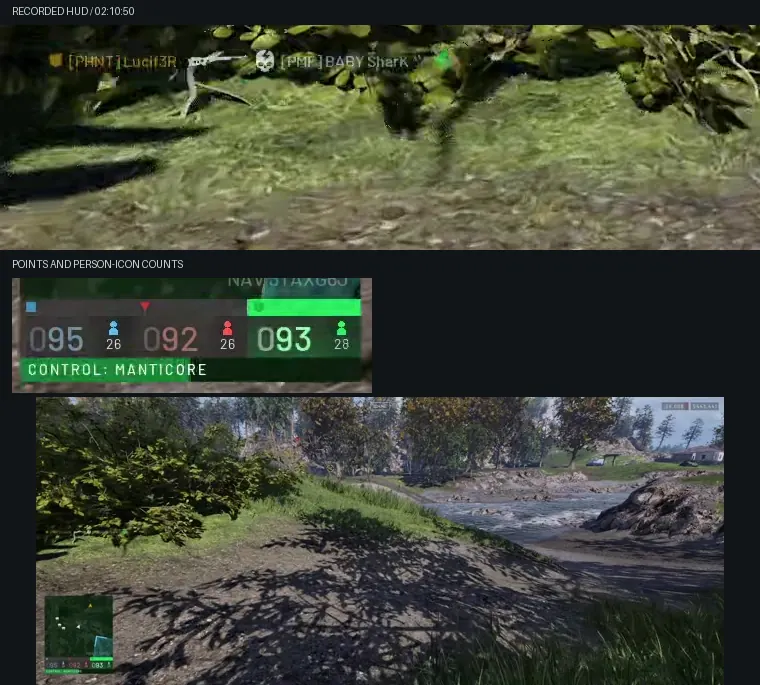 RECORDED HUD / 02:10:50
[PHNT] Lucif3R [PMF] BABY SharK
POINTS AND PERSON-ICON COUNTS
095 26 092 26 093 28
CONTROL: MANTICORE